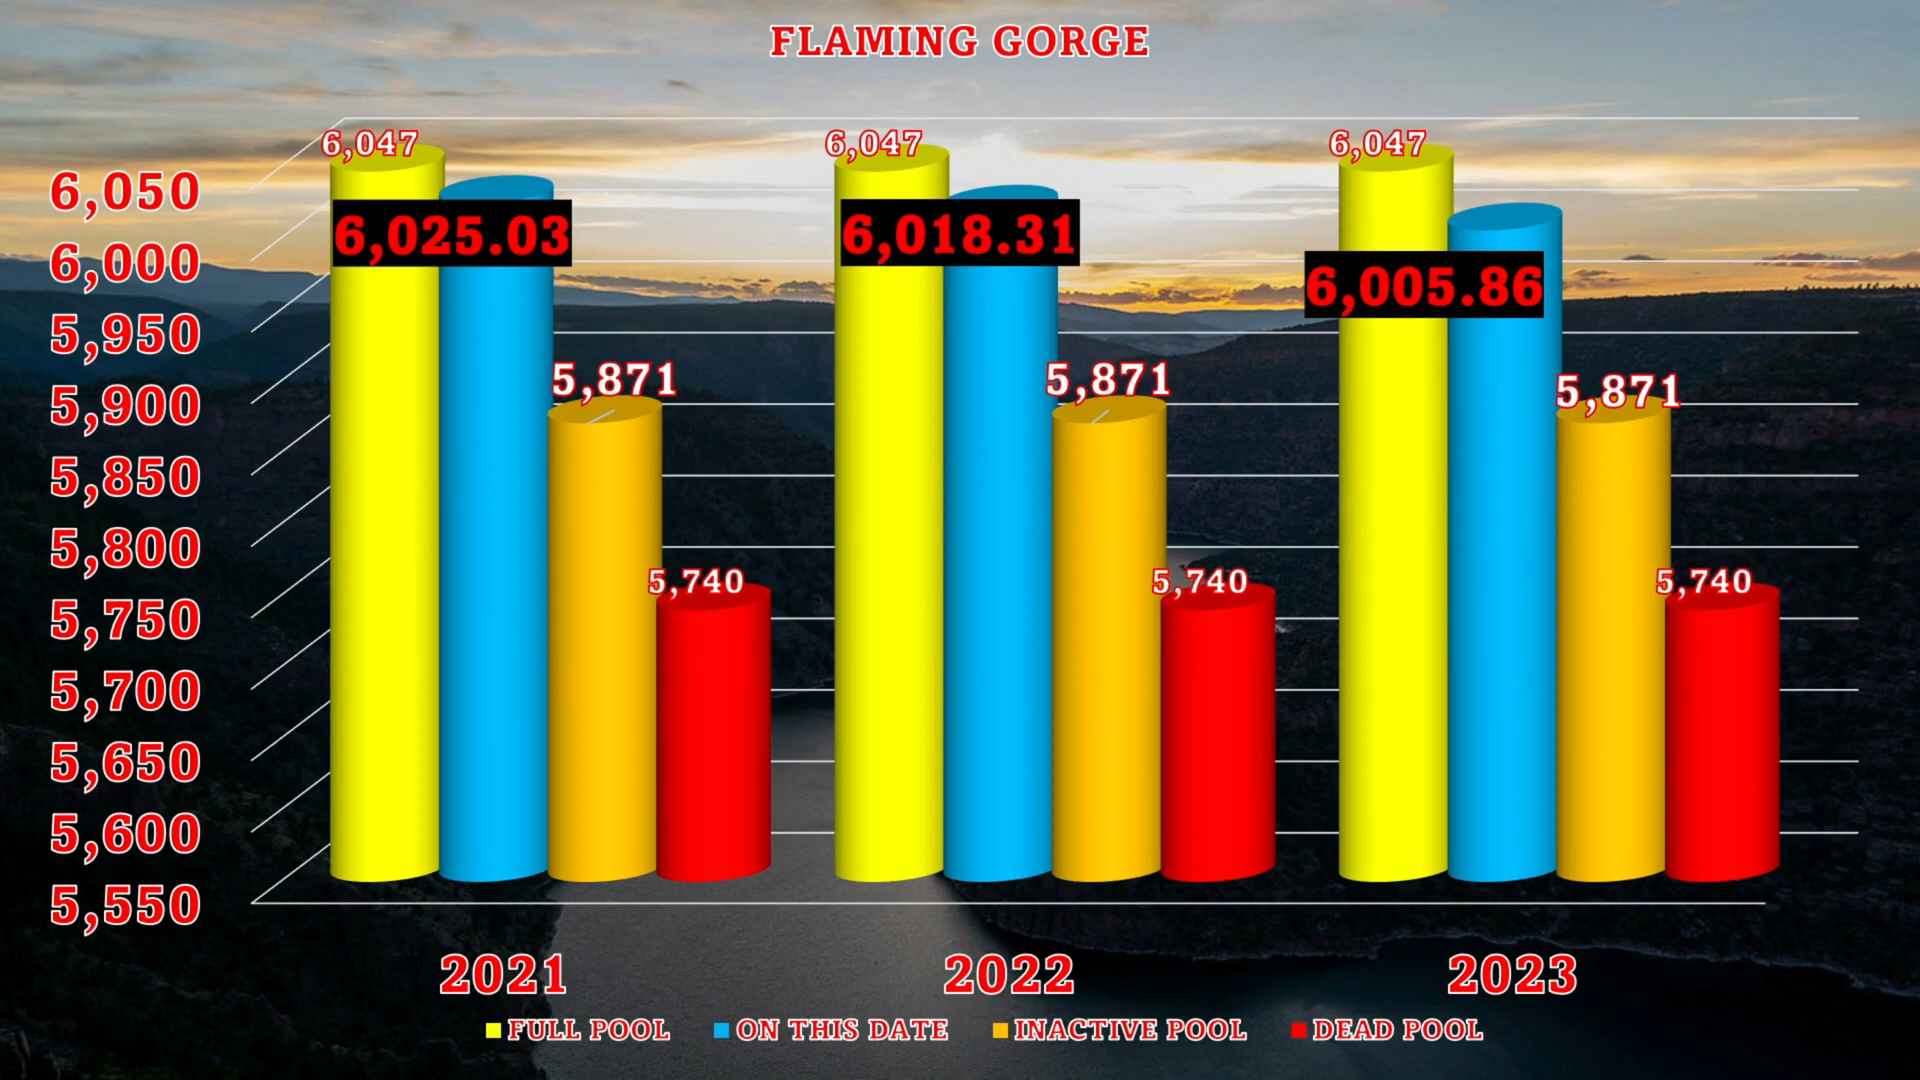 FLAMING GORGE
6,047 6,047 6,047
6,050
6,025.03 6,018.31 6,005.86
6,000
5,950
5,871 5,871 5,871
5,900
5,850
5,800
5,740 5,740 5,740
5,750
5,700
5,650
5,600
5,550
2021 2022 2023
FULL POOL ON THIS DATE INACTIVE POOL DEAD POOL